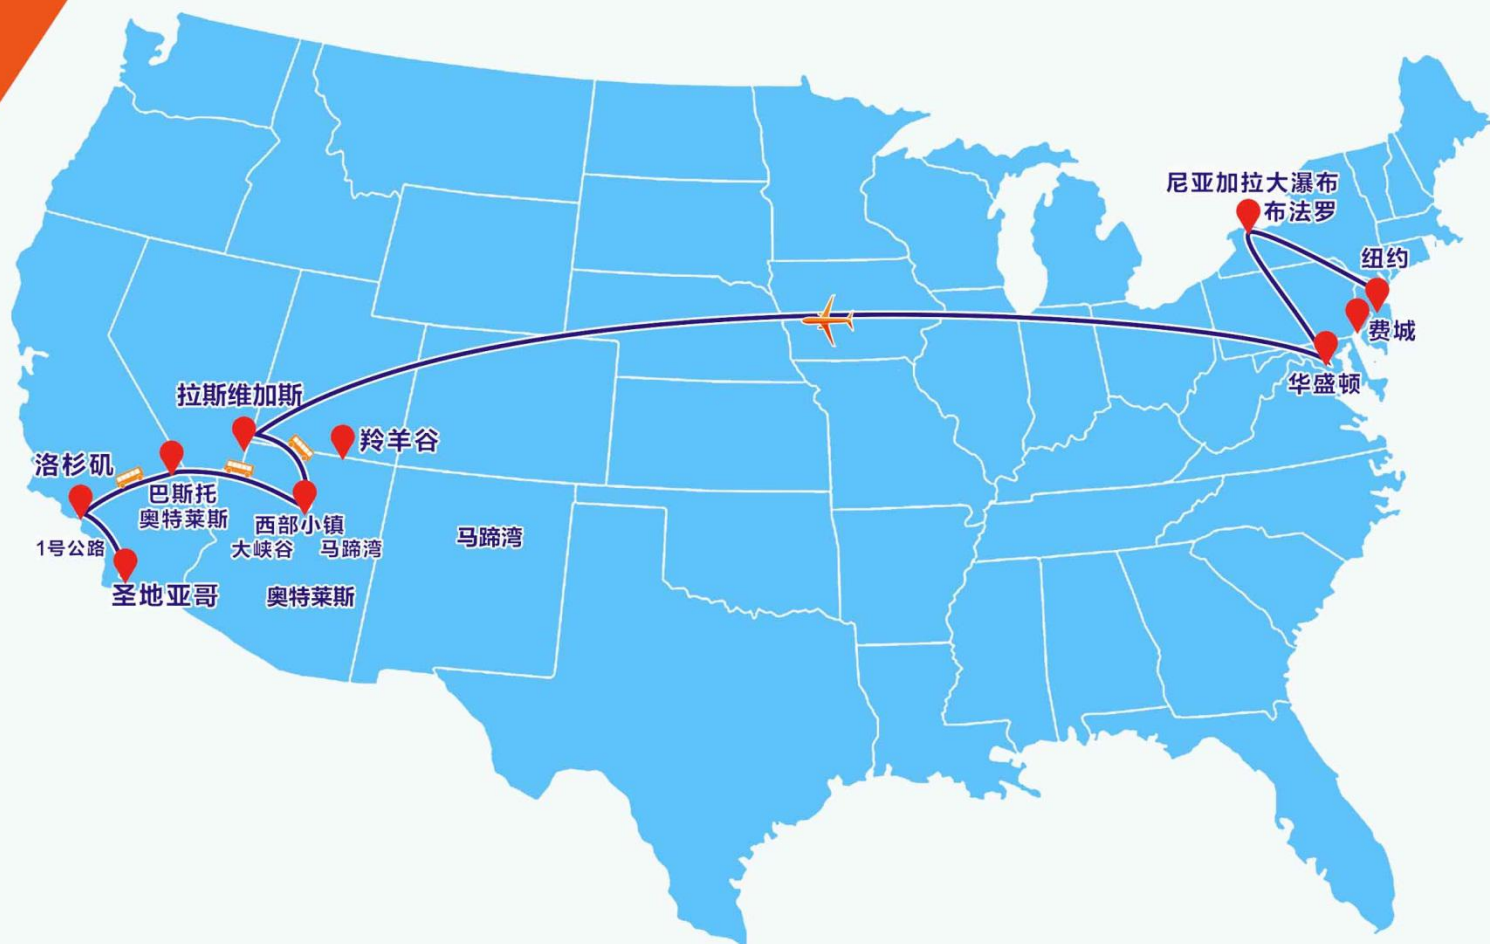 尼亚加拉大瀑布
布法罗
纽约
费城
华盛顿
拉斯维加斯
羚羊谷
洛杉矶
巴斯托
奥特莱斯
西部小镇
大峡谷
马蹄湾
马蹄湾
1号公路
圣地亚哥
奥特莱斯